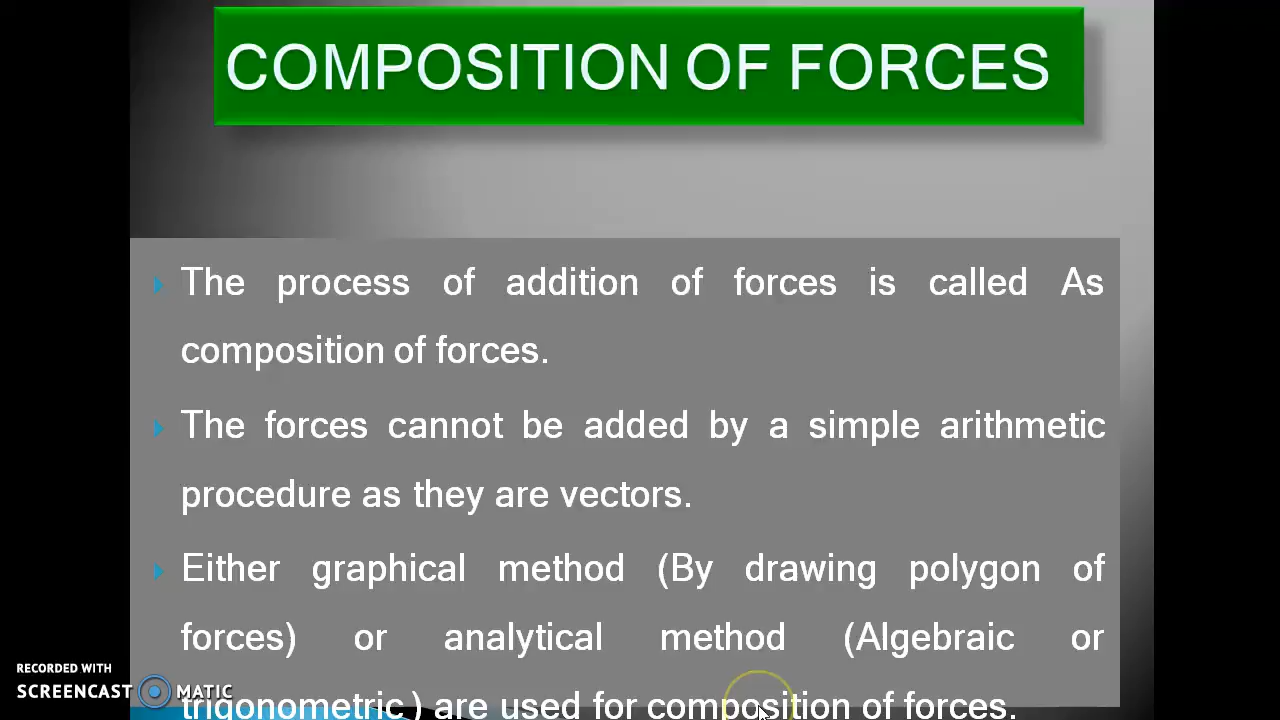 COMPOSITION OF FORCES
The process of addition of forces is called As
composition of forces.
The forces cannot be added by a simple arithmetic
procedure as they are vectors.
Either graphical method (By drawing polygon of
forces) or analytical method (Algebraic or
trigonometric ) are used for composition of forces.
RECORDED WITH
SCREENCAST MATIC